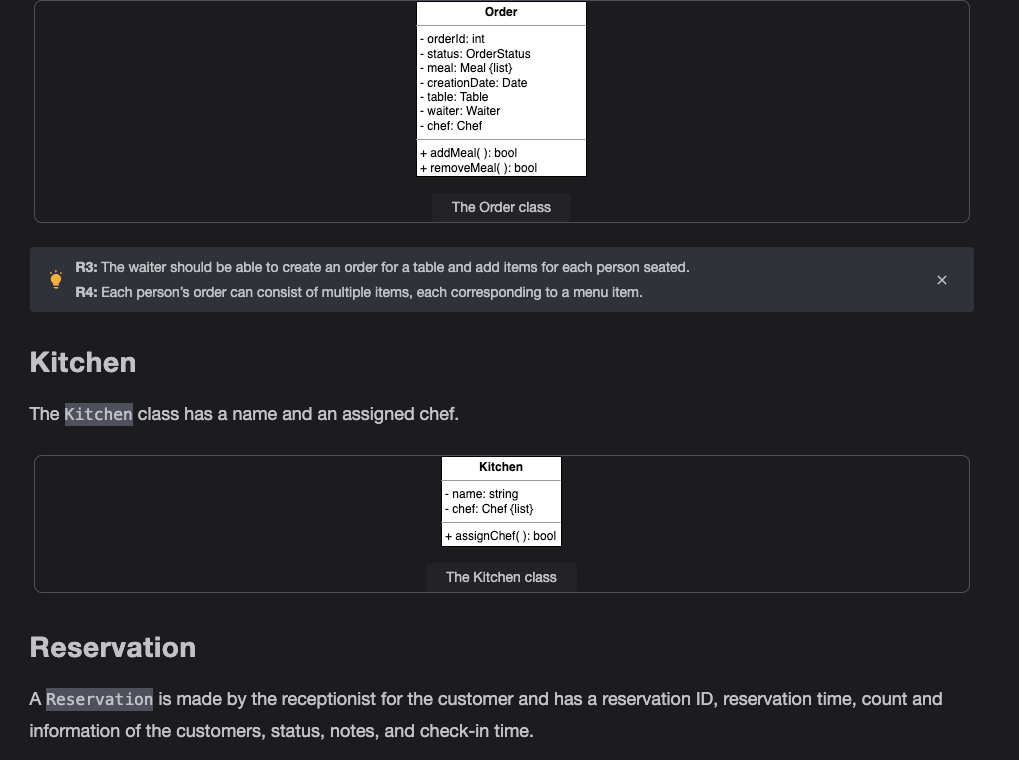 Order
- orderId: int
- status: OrderStatus
- meal: Meal {list}
- creationDate: Date
- table: Table
- waiter: Waiter
- chef: Chef
+ addMeal( ): bool
+ removeMeal( ): bool
The Order class
R3: The waiter should be able to create an order for a table and add items for each person seated.
R4: Each person’s order can consist of multiple items, each corresponding to a menu item.
Kitchen
The Kitchen class has a name and an assigned chef.
Kitchen
- name: string
- chef: Chef {list}
+ assignChef( ): bool
The Kitchen class
Reservation
A Reservation is made by the receptionist for the customer and has a reservation ID, reservation time, count and
information of the customers, status, notes, and check-in time.